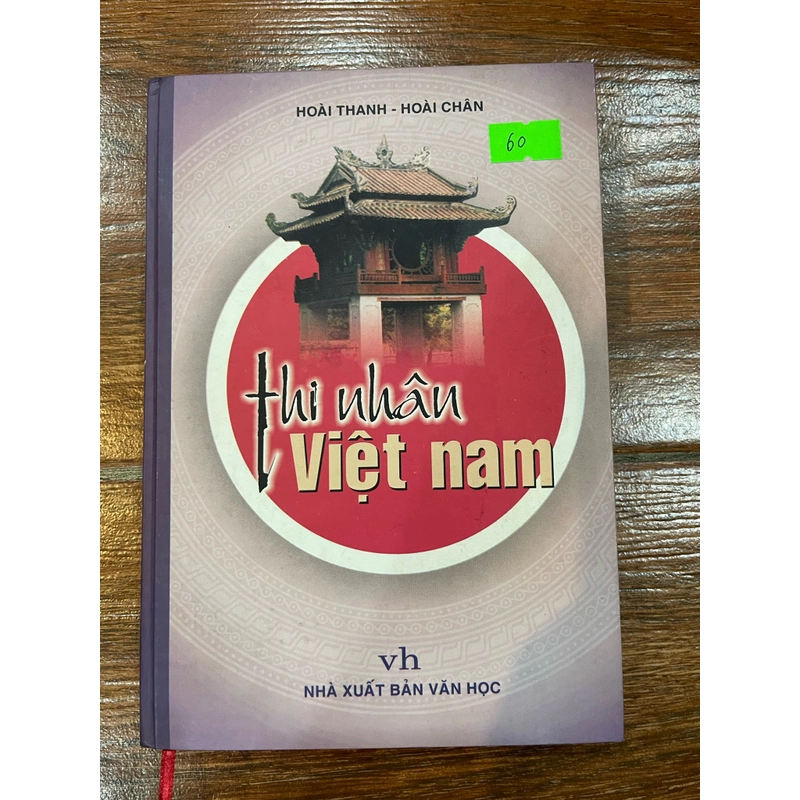 HOÀI THANH - HOÀI CHÂN
60
thi nhân
Việt nam
vh
NHÀ XUẤT BẢN VĂN HỌC